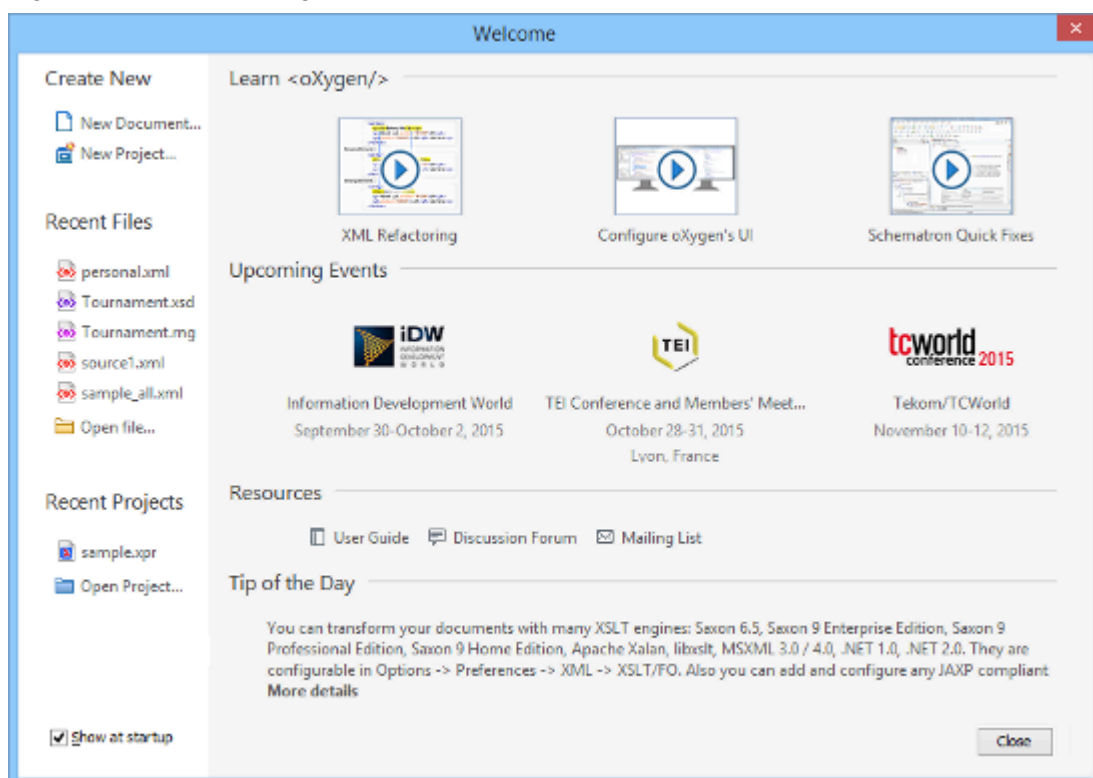 Welcome
Create New
New Document...
New Project...
Recent Files
personal.xml
Tournament.xsd
Tournament.rng
source1.xml
sample_all.xml
Open file...
Recent Projects
sample.xpr
Open Project...
Show at startup
Learn <oXygen/>
XML Refactoring
Configure oXygen's UI
Schematron Quick Fixes
Upcoming Events
iDW
INFORMATION
DEVELOPMENT
WORLD
TEI
tcworld
conference 2015
Information Development World
September 30-October 2, 2015
TEI Conference and Members' Meet...
October 28-31, 2015
Lyon, France
Tekom/TCWorld
November 10-12, 2015
Resources
User Guide
Discussion Forum
Mailing List
Tip of the Day
You can transform your documents with many XSLT engines: Saxon 6.5, Saxon 9 Enterprise Edition, Saxon 9
Professional Edition, Saxon 9 Home Edition, Apache Xalan, libxslt, MSXML 3.0 / 4.0, .NET 1.0, .NET 2.0. They are
configurable in Options -> Preferences -> XML -> XSLT/FO. Also you can add and configure any JAXP compliant
More details
Close